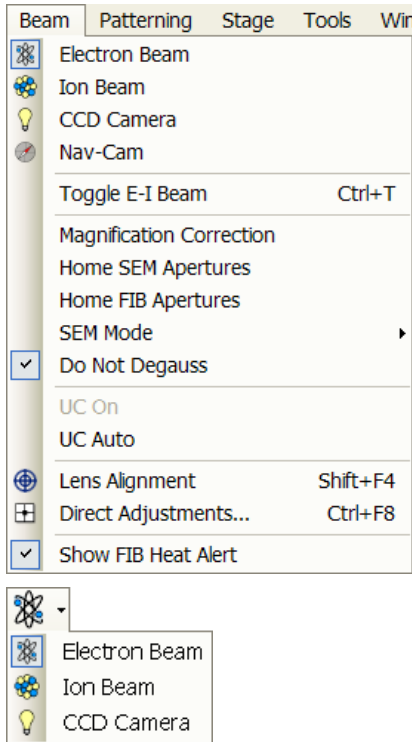 Beam Patterning Stage Tools
Electron Beam
Ion Beam
CCD Camera
Nav-Cam
Toggle E-I Beam Ctrl+T
Magnification Correction
Home SEM Apertures
Home FIB Apertures
SEM Mode
Do Not Degauss
UC On
UC Auto
Lens Alignment Shift+F4
Direct Adjustments... Ctrl+F8
Show FIB Heat Alert
Electron Beam
Ion Beam
CCD Camera